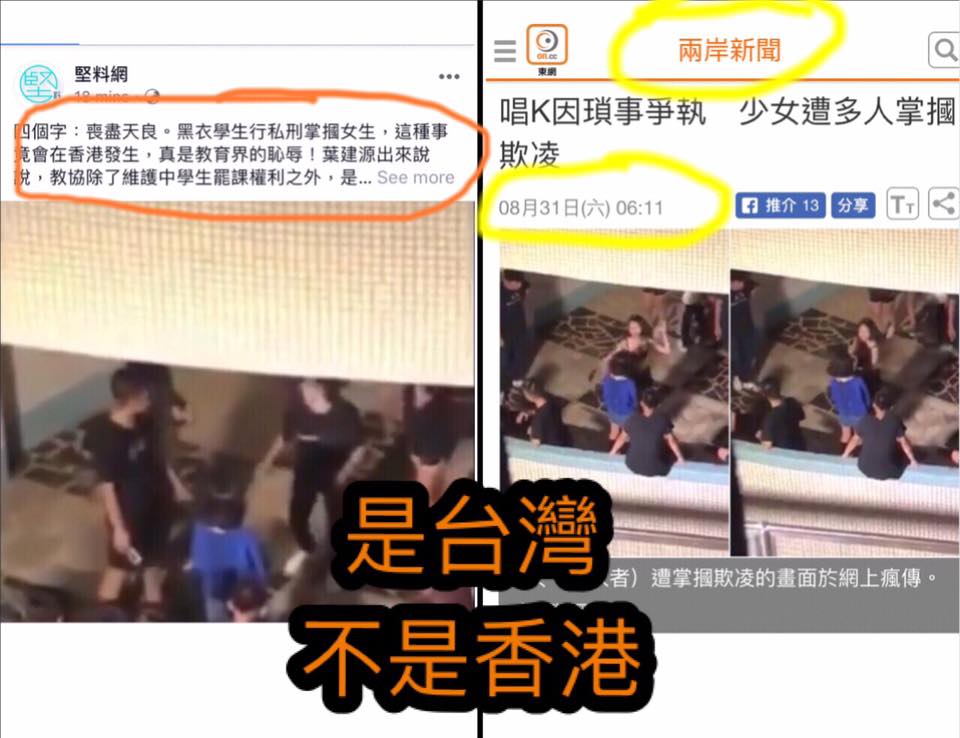 堅料網
18 mins
四個字：喪盡天良。黑衣學生行私刑掌摑女生，這種事
竟會在香港發生，真是教育界的恥辱！葉建源出來說
說，教協除了維護中學生罷課權利之外，是... See more
on.cc
東網
兩岸新聞
唱K因瑣事爭執　少女遭多人掌摑
欺凌
08月31日(六) 06:11
推介 13
分享
TT
者）遭掌摑欺凌的畫面於網上瘋傳。
是台灣
不是香港